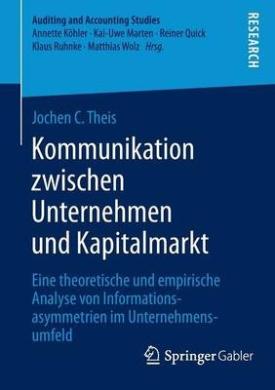 Auditing and Accounting Studies
Annette Köhler · Kai-Uwe Marten · Reiner Quick
Klaus Ruhnke · Matthias Wolz Hrsg.
RESEARCH
Jochen C. Theis
Kommunikation
zwischen
Unternehmen
und Kapitalmarkt
Eine theoretische und empirische
Analyse von Informations-
asymmetrien im Unternehmens-
umfeld
Springer Gabler